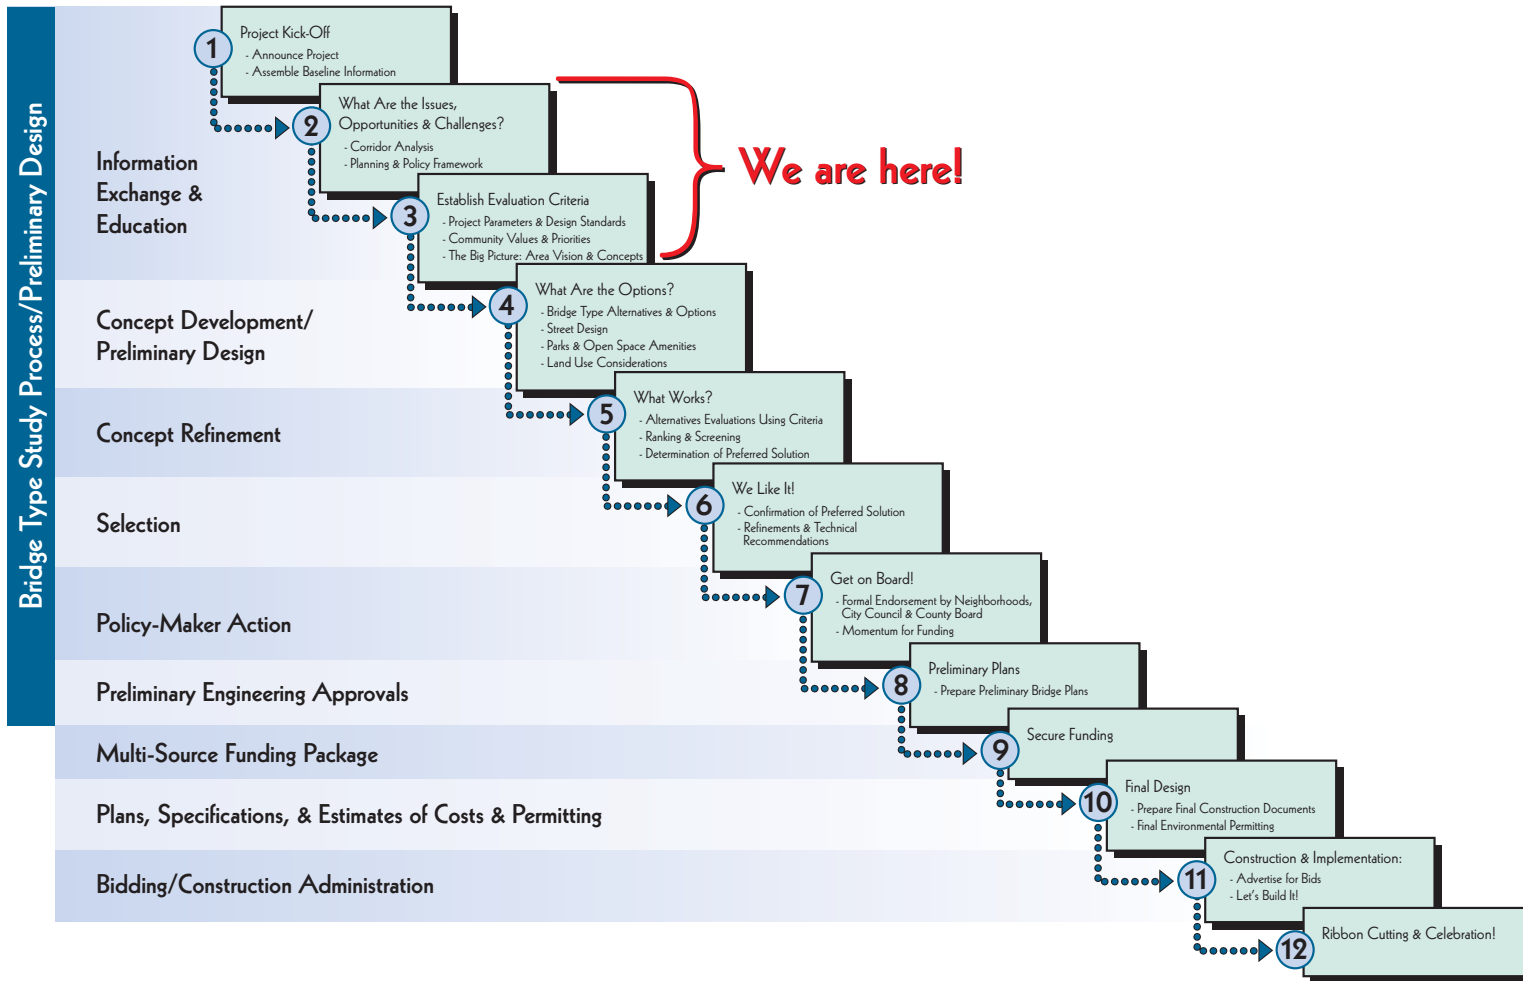 Bridge Type Study Process/Preliminary Design
Information
Exchange &
Education
Concept Development/
Preliminary Design
Concept Refinement
Selection
Policy-Maker Action
Preliminary Engineering Approvals
Multi-Source Funding Package
Plans, Specifications, & Estimates of Costs & Permitting
Bidding/Construction Administration
1
Project Kick-Off
- Announce Project
- Assemble Baseline Information
2
What Are the Issues,
Opportunities & Challenges?
- Corridor Analysis
- Planning & Policy Framework
3
Establish Evaluation Criteria
- Project Parameters & Design Standards
- Community Values & Priorities
- The Big Picture: Area Vision & Concepts
We are here!
4
What Are the Options?
- Bridge Type Alternatives & Options
- Street Design
- Parks & Open Space Amenities
- Land Use Considerations
5
What Works?
- Alternatives Evaluations Using Criteria
- Ranking & Screening
- Determination of Preferred Solution
6
We Like It!
- Confirmation of Preferred Solution
- Refinements & Technical
Recommendations
7
Get on Board!
- Formal Endorsement by Neighborhoods,
City Council & County Board
- Momentum for Funding
8
Preliminary Plans
- Prepare Preliminary Bridge Plans
9
Secure Funding
10
Final Design
- Prepare Final Construction Documents
- Final Environmental Permitting
11
Construction & Implementation:
- Advertise for Bids
- Let's Build It!
12
Ribbon Cutting & Celebration!